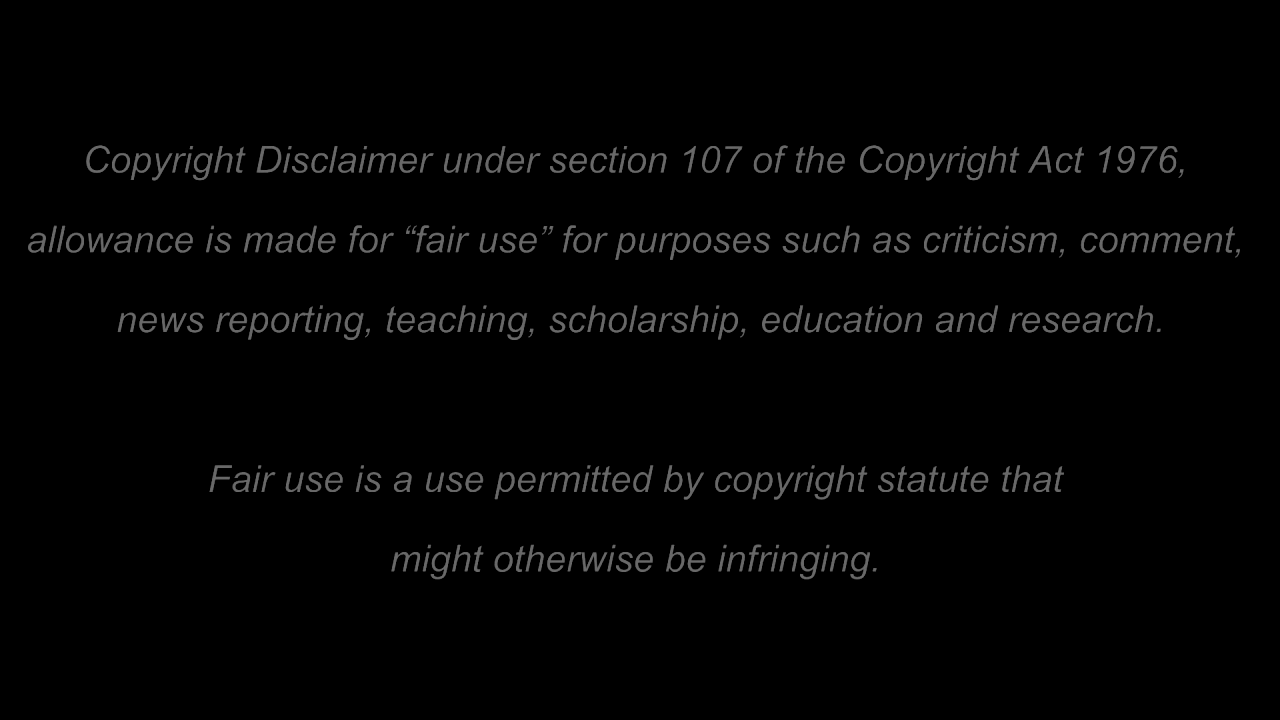 Copyright Disclaimer under section 107 of the Copyright Act 1976,
allowance is made for “fair use” for purposes such as criticism, comment,
news reporting, teaching, scholarship, education and research.
Fair use is a use permitted by copyright statute that
might otherwise be infringing.